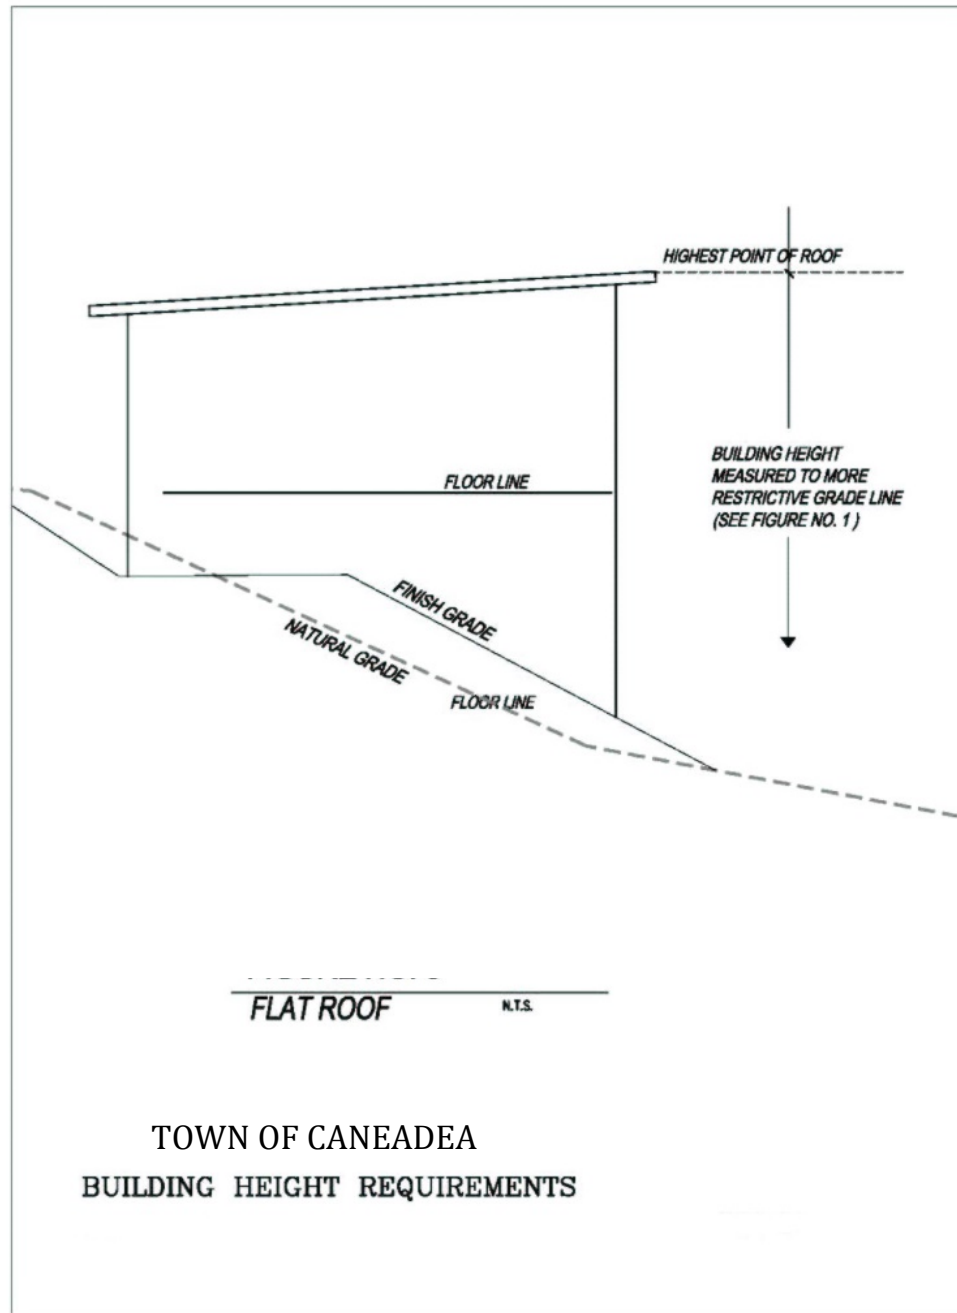 HIGHEST POINT OF ROOF
FLOOR LINE
BUILDING HEIGHT
MEASURED TO MORE
RESTRICTIVE GRADE LINE
(SEE FIGURE NO. 1 )
FINISH GRADE
NATURAL GRADE
FLOOR LINE
FLAT ROOF
N.T.S.
TOWN OF CANEADEA
BUILDING HEIGHT REQUIREMENTS